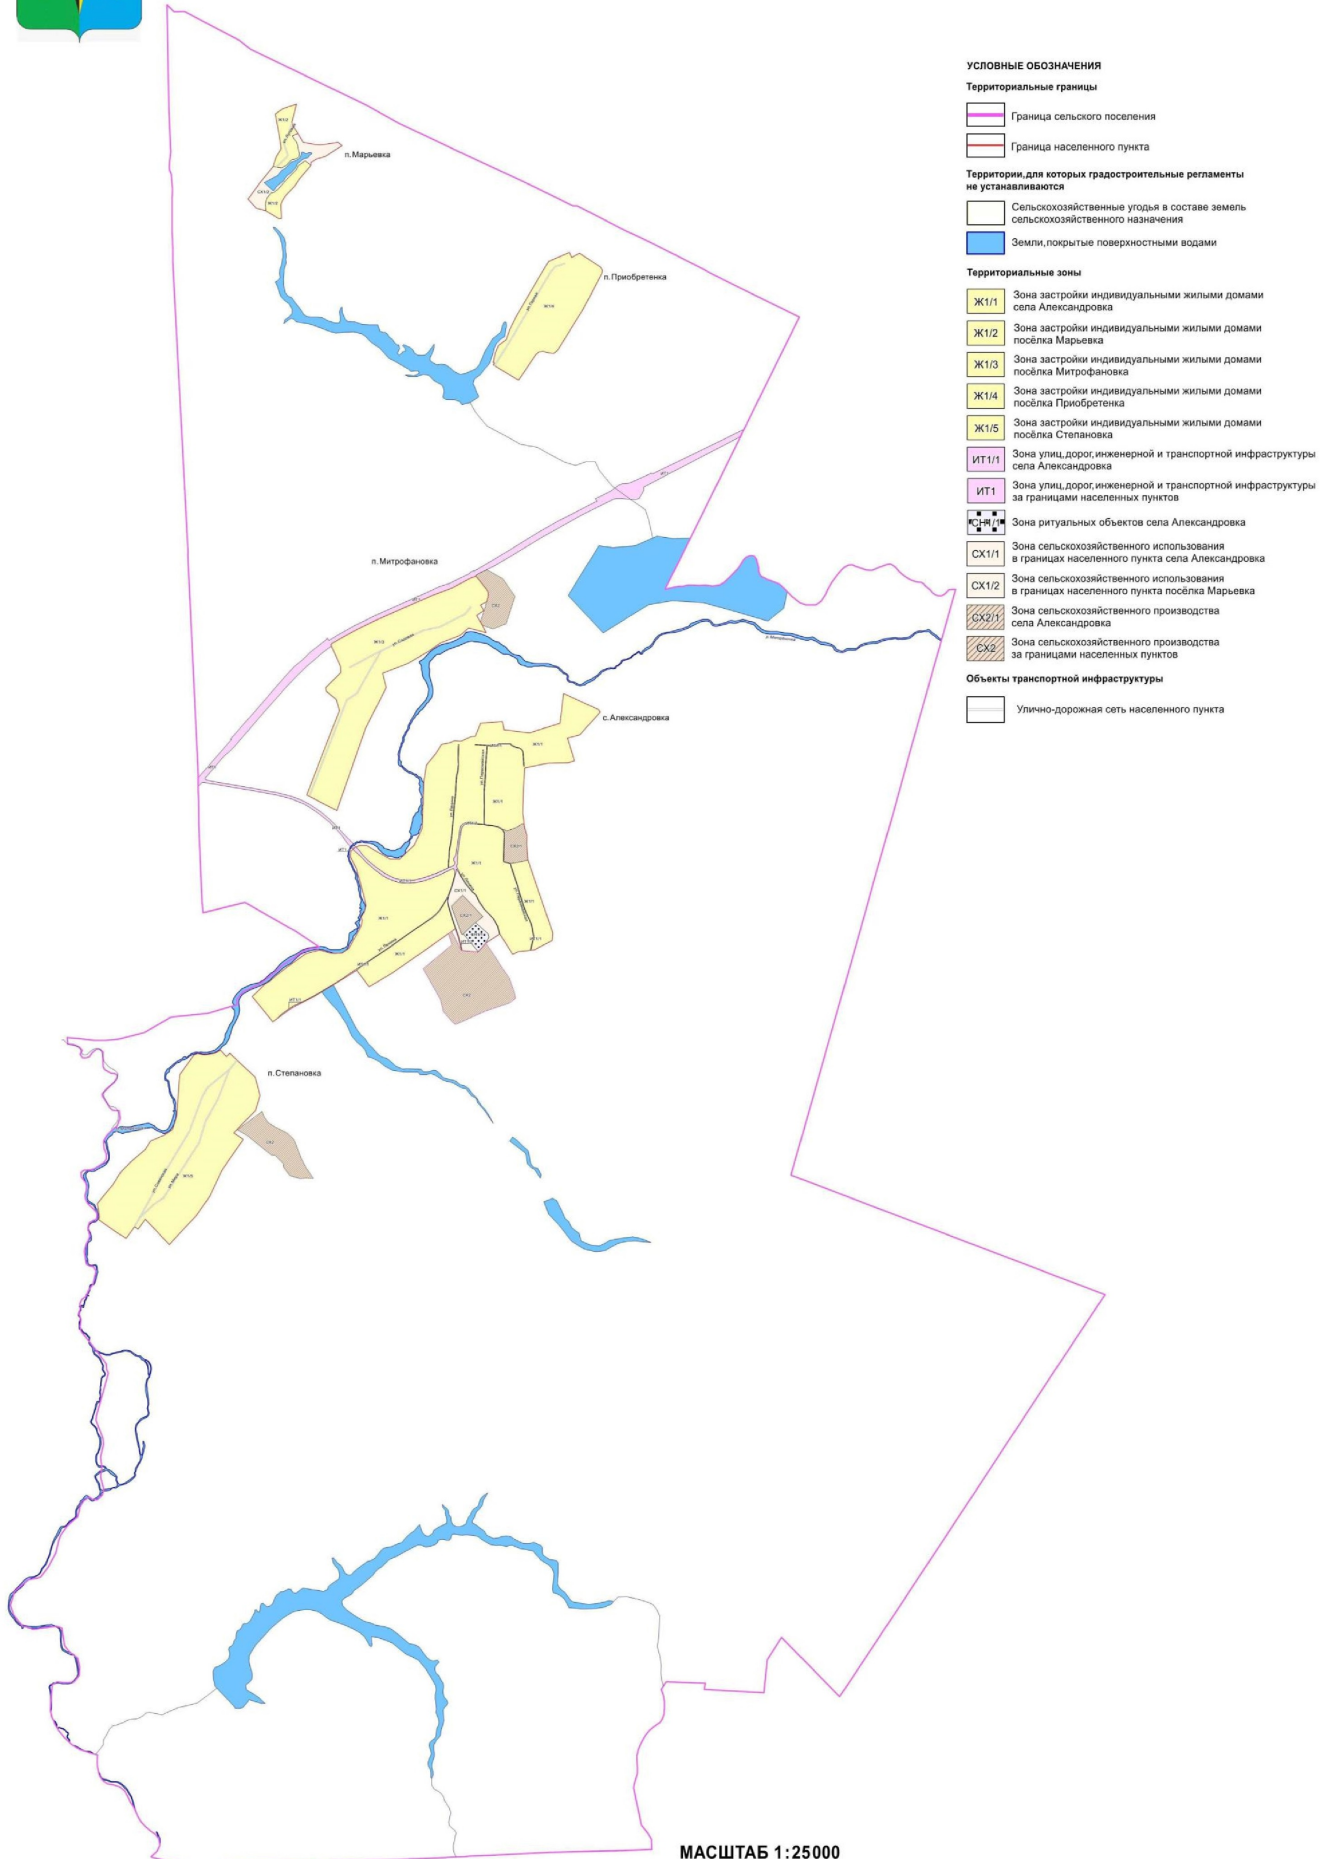 УСЛОВНЫЕ ОБОЗНАЧЕНИЯ
Территориальные границы
Граница сельского поселения
Граница населенного пункта
Территории,для которых градостроительные регламенты
не устанавливаются
Сельскохозяйственные угодья в составе земель
сельскохозяйственного назначения
Земли,покрытые поверхностными водами
Территориальные зоны
Ж1/1 Зона застройки индивидуальными жилыми домами
села Александровка
Ж1/2 Зона застройки индивидуальными жилыми домами
посёлка Марьевка
Ж1/3 Зона застройки индивидуальными жилыми домами
посёлка Митрофановка
Ж1/4 Зона застройки индивидуальными жилыми домами
посёлка Приобретенка
Ж1/5 Зона застройки индивидуальными жилыми домами
посёлка Степановка
ИТ1/1 Зона улиц,дорог,инженерной и транспортной инфраструктуры
села Александровка
ИТ1 Зона улиц,дорог,инженерной и транспортной инфраструктуры
за границами населенных пунктов
СН1/1 Зона ритуальных объектов села Александровка
СХ1/1 Зона сельскохозяйственного использования
в границах населенного пункта села Александровка
СХ1/2 Зона сельскохозяйственного использования
в границах населенного пункта посёлка Марьевка
СХ2/1 Зона сельскохозяйственного производства
села Александровка
СХ2 Зона сельскохозяйственного производства
за границами населенных пунктов
Объекты транспортной инфраструктуры
Улично-дорожная сеть населенного пункта
п.Марьевка
п.Приобретенка
п.Митрофановка
с.Александровка
п.Степановка
МАСШТАБ 1:25000